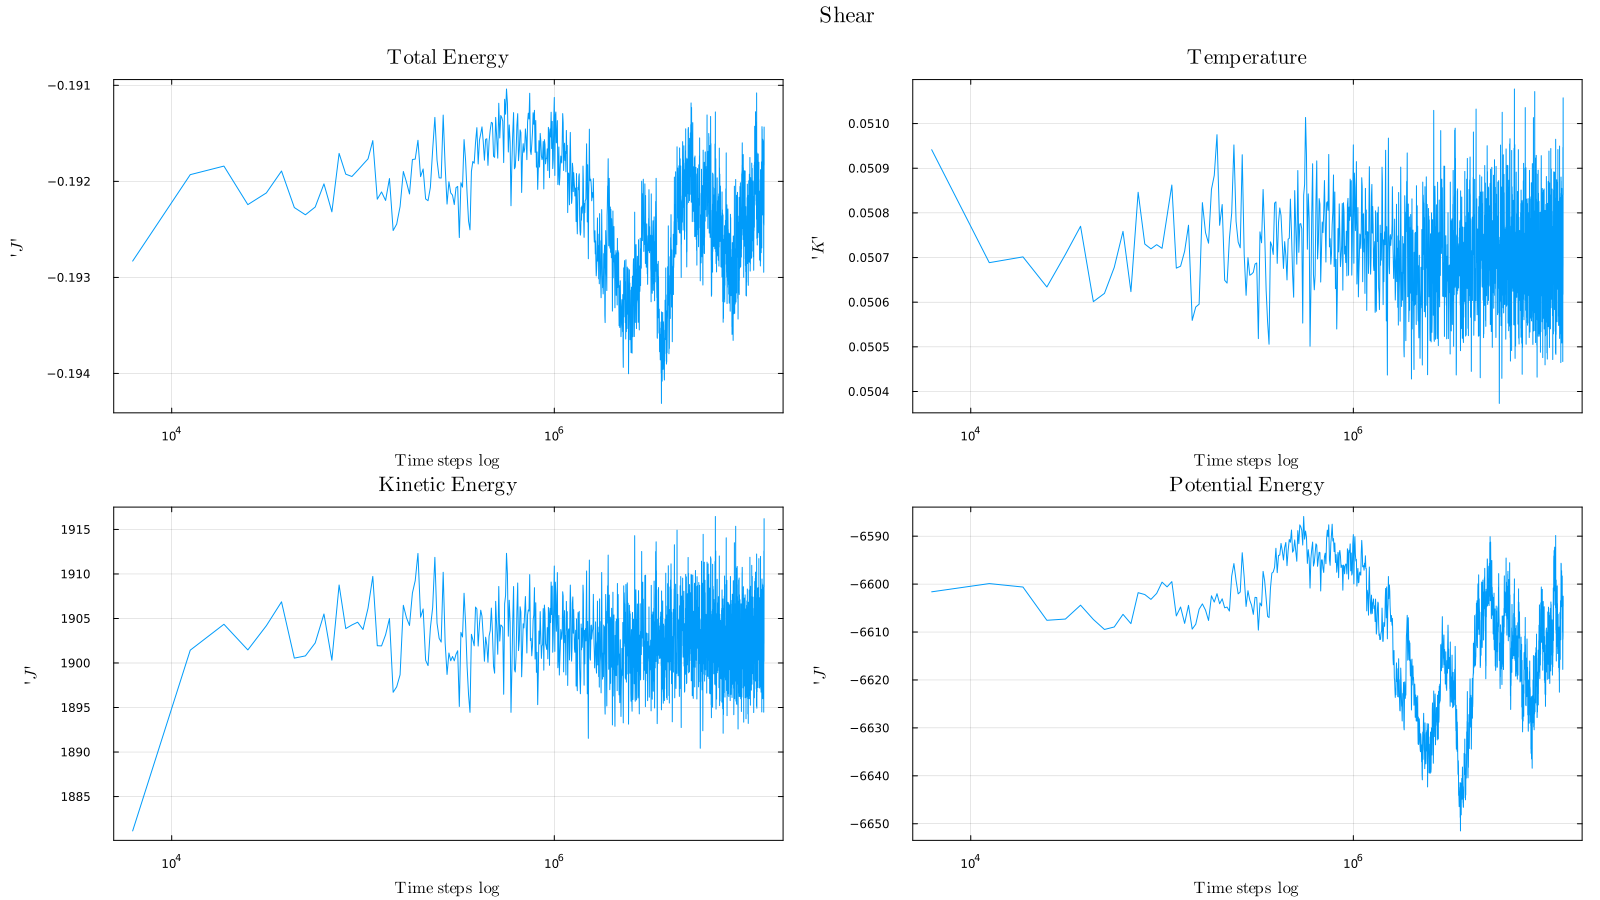 Shear
Total Energy
−0.191
−0.192
−0.193
−0.194
'J'
10^4
10^6
Time steps log
Temperature
0.0510
0.0509
0.0508
0.0507
0.0506
0.0505
0.0504
'K'
10^4
10^6
Time steps log
Kinetic Energy
1915
1910
1905
1900
1895
1890
1885
'J'
10^4
10^6
Time steps log
Potential Energy
−6590
−6600
−6610
−6620
−6630
−6640
−6650
'J'
10^4
10^6
Time steps log